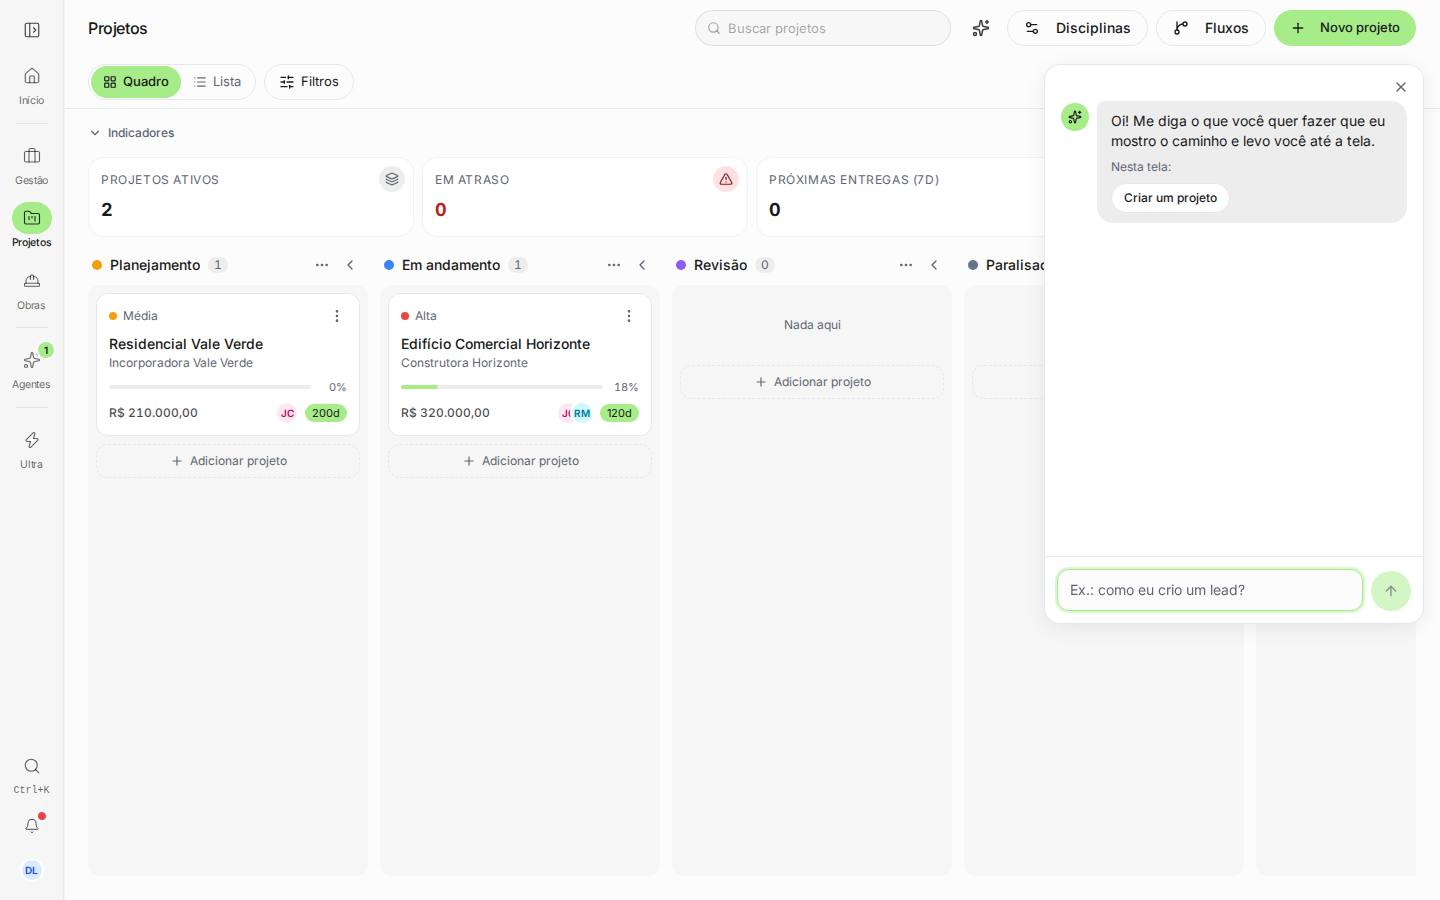 Projetos
Buscar projetos
Disciplinas
Fluxos
Novo projeto
Início
Gestão
Projetos
Obras
1
Agentes
Ultra
Ctrl+K
DL
Quadro
Lista
Filtros
Indicadores
PROJETOS ATIVOS
2
EM ATRASO
0
PRÓXIMAS ENTREGAS (7D)
0
Planejamento 1
Média
Residencial Vale Verde
Incorporadora Vale Verde
0%
R$ 210.000,00 JC 200d
Adicionar projeto
Em andamento 1
Alta
Edifício Comercial Horizonte
Construtora Horizonte
18%
R$ 320.000,00 RM 120d
Adicionar projeto
Revisão 0
Nada aqui
Adicionar projeto
Oi! Me diga o que você quer fazer que eu
mostro o caminho e levo você até a tela.
Nesta tela:
Criar um projeto
Ex.: como eu crio um lead?